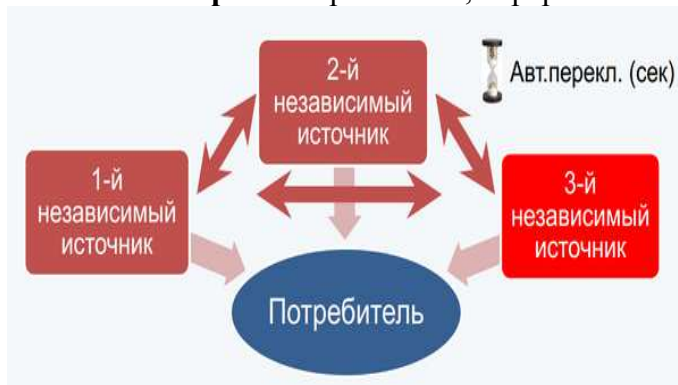 2-й
независимый
источник
Авт.перекл. (сек)
1-й
независимый
источник
3-й
независимый
источник
Потребитель